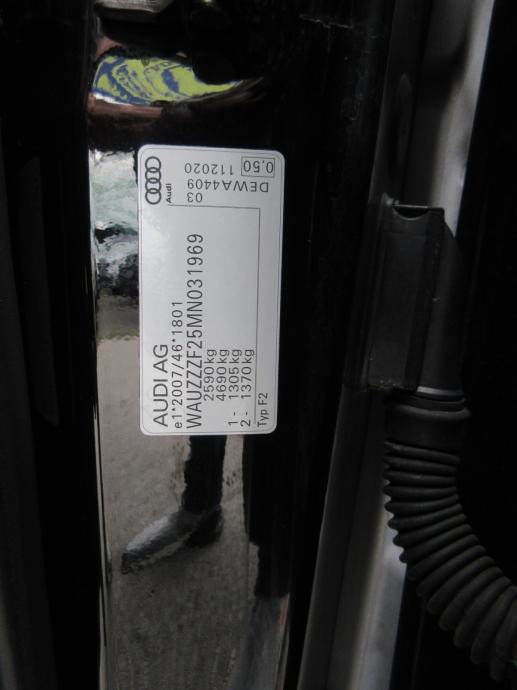 AUDI AG
e1*2007/46*1801
WAUZZZF25MN031969
2590 kg
4690 kg
1 - 1305 kg
2 - 1370 kg
Typ F2
Audi
03
DEWA4409
112020
0,50